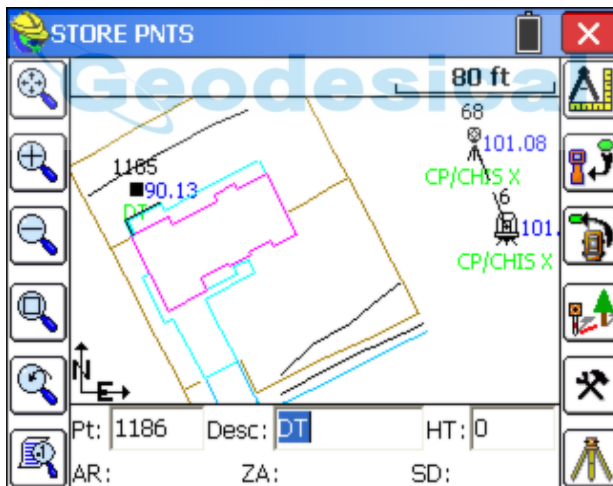 STORE PNTS
Geodesical
80 ft
68
101.08
CP/CHIS X
1185
90.13
DT
6
101.
CP/CHIS X
N
E
Pt: 1186 Desc: DT HT: 0
AR: ZA: SD: